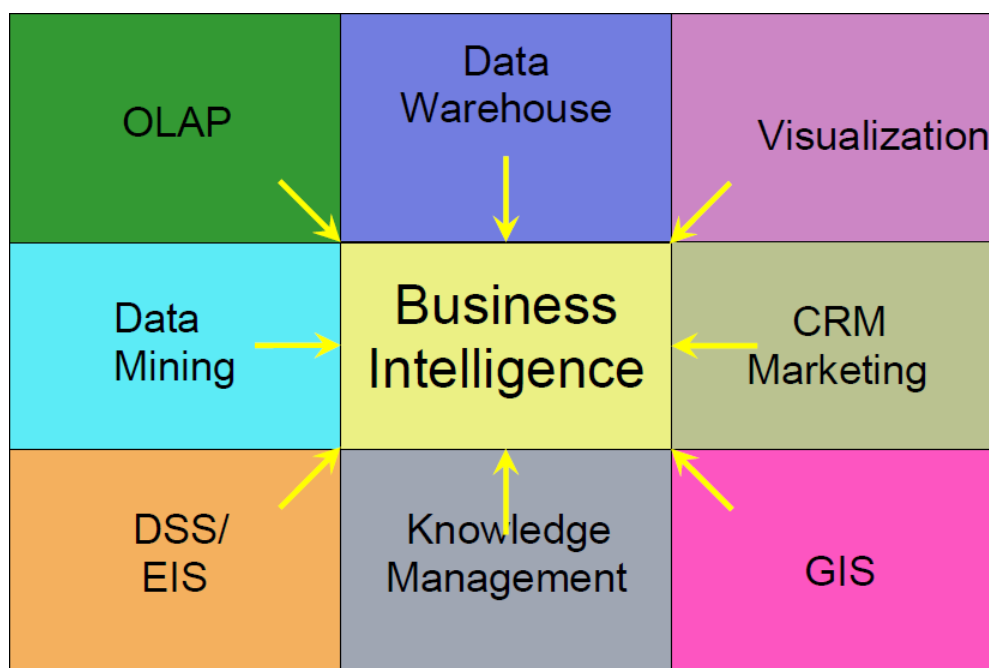 OLAP
Data
Warehouse
Visualization
Data
Mining
Business
Intelligence
CRM
Marketing
DSS/
EIS
Knowledge
Management
GIS